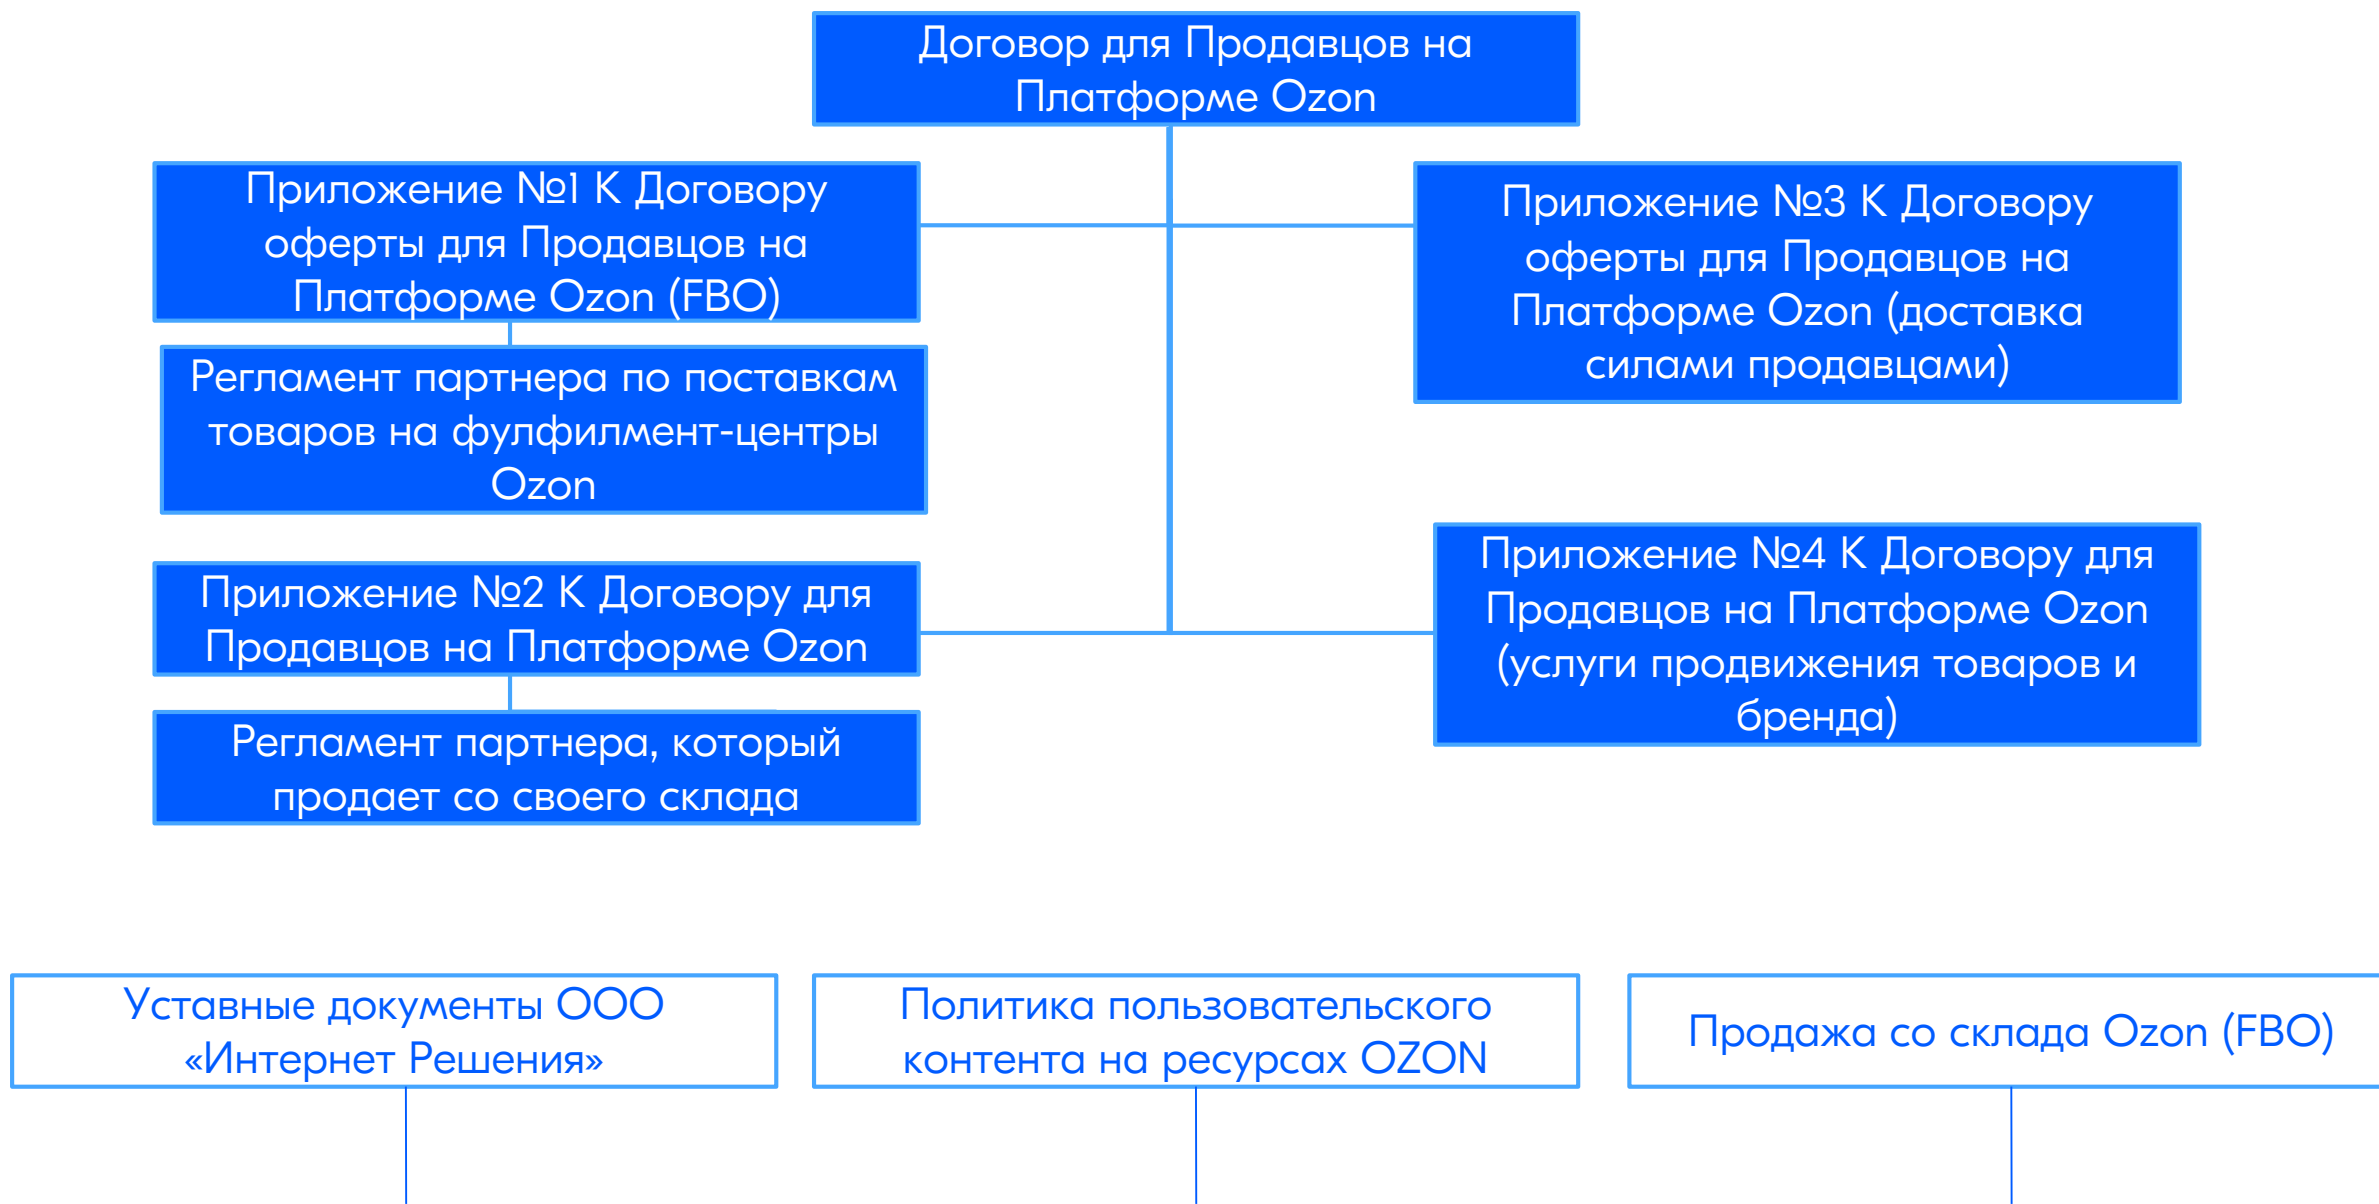 Договор для Продавцов на
Платформе Ozon
Приложение №1 К Договору
оферты для Продавцов на
Платформе Ozon (FBO)
Регламент партнера по поставкам
товаров на фулфилмент-центры
Ozon
Приложение №2 К Договору для
Продавцов на Платформе Ozon
Регламент партнера, который
продает со своего склада
Приложение №3 К Договору
оферты для Продавцов на
Платформе Ozon (доставка
силами продавцами)
Приложение №4 К Договору для
Продавцов на Платформе Ozon
(услуги продвижения товаров и
бренда)
Уставные документы ООО
«Интернет Решения»
Политика пользовательского
контента на ресурсах OZON
Продажа со склада Ozon (FBO)